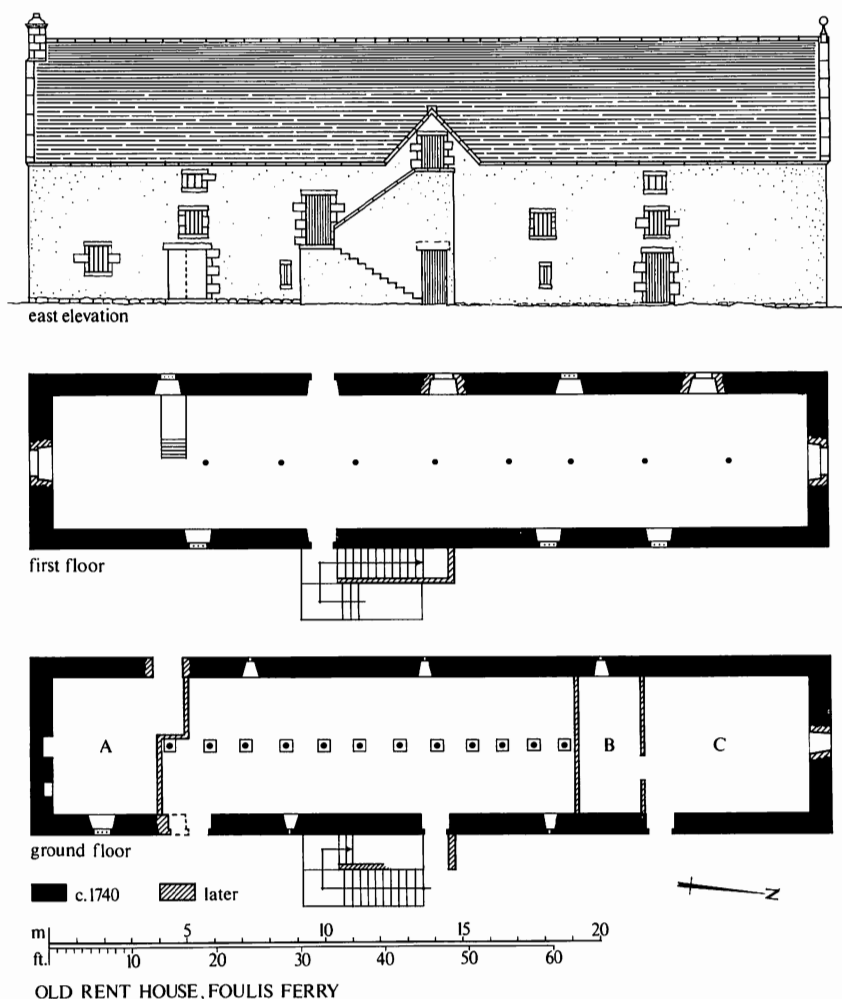 east elevation
first floor
A
B
C
ground floor
c.1740 later
N
m 5 10 15 20
ft. 10 20 30 40 50 60
OLD RENT HOUSE, FOULIS FERRY